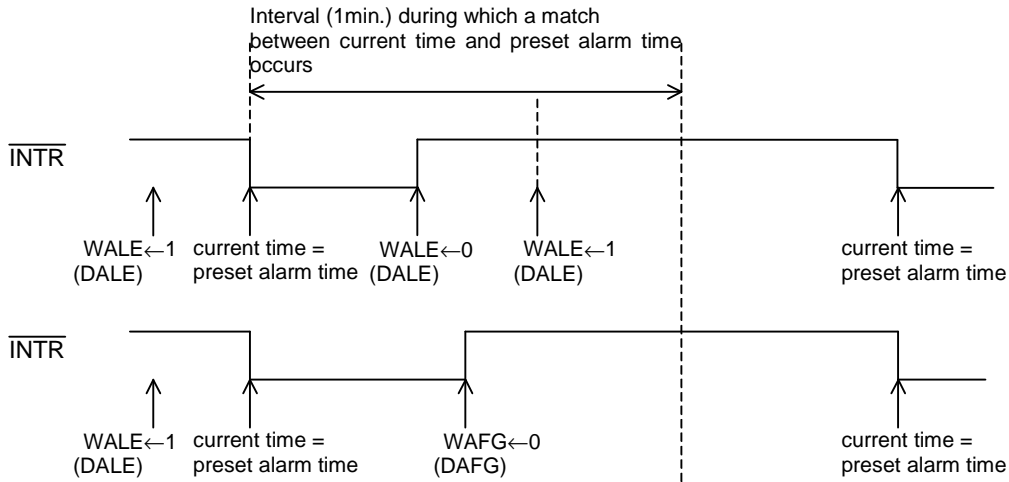 Interval (1min.) during which a match
between current time and preset alarm time
occurs
INTR
WALE←1
(DALE)
current time =
preset alarm time
WALE←0
(DALE)
WALE←1
(DALE)
current time =
preset alarm time
INTR
WALE←1
(DALE)
current time =
preset alarm time
WAFG←0
(DAFG)
current time =
preset alarm time